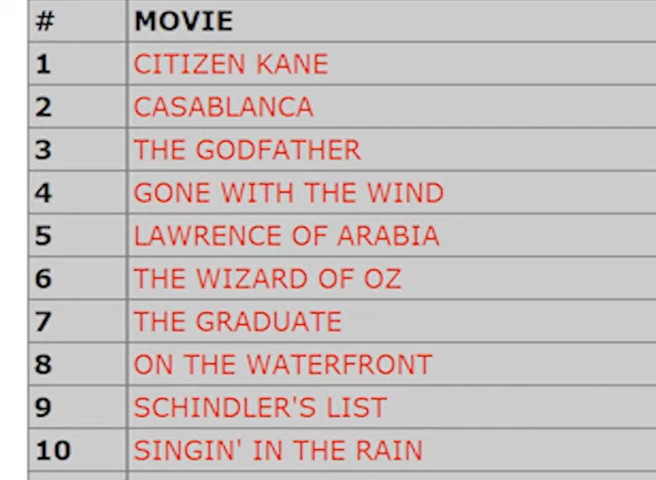 # MOVIE
1 CITIZEN KANE
2 CASABLANCA
3 THE GODFATHER
4 GONE WITH THE WIND
5 LAWRENCE OF ARABIA
6 THE WIZARD OF OZ
7 THE GRADUATE
8 ON THE WATERFRONT
9 SCHINDLER'S LIST
10 SINGIN' IN THE RAIN